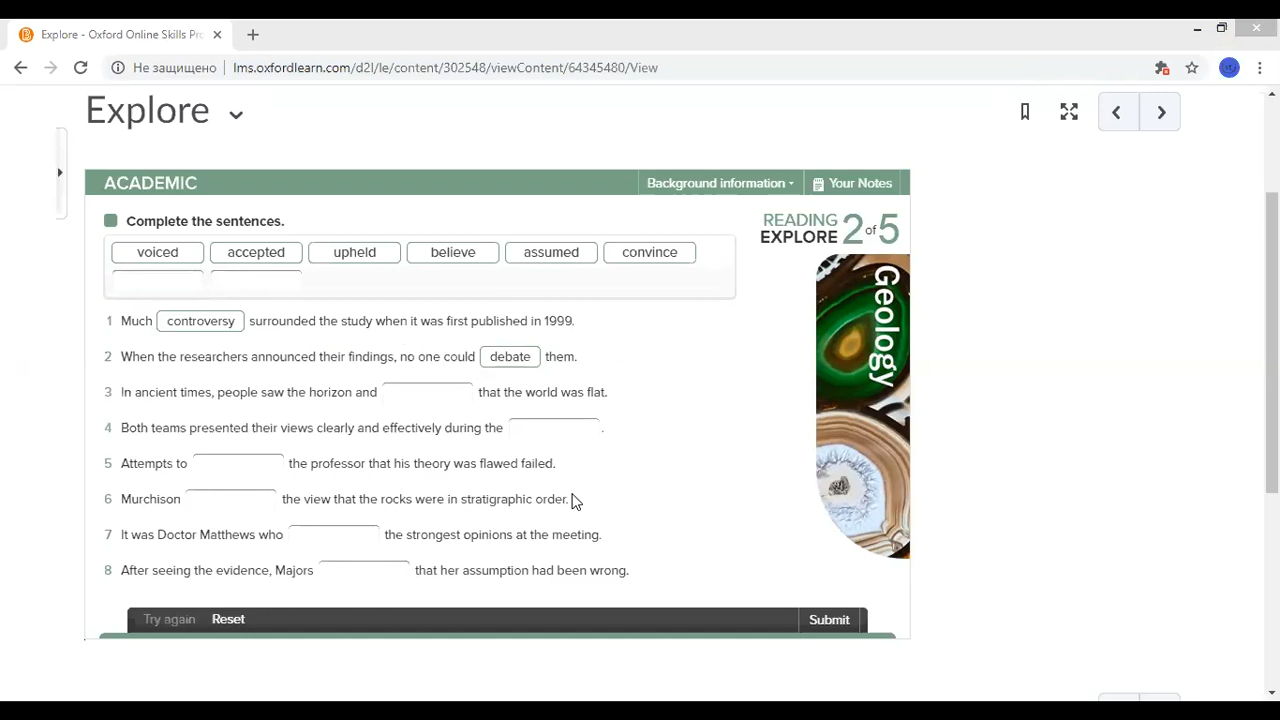 Explore - Oxford Online Skills Pro
Не защищено lms.oxfordlearn.com/d2l/le/content/302548/viewContent/64345480/View
Explore
ACADEMIC Background information Your Notes
Complete the sentences.
READING
EXPLORE 2 of 5
voiced accepted upheld believe assumed convince
Geology
1 Much controversy surrounded the study when it was first published in 1999.
2 When the researchers announced their findings, no one could debate them.
3 In ancient times, people saw the horizon and that the world was flat.
4 Both teams presented their views clearly and effectively during the .
5 Attempts to the professor that his theory was flawed failed.
6 Murchison the view that the rocks were in stratigraphic order.
7 It was Doctor Matthews who the strongest opinions at the meeting.
8 After seeing the evidence, Majors that her assumption had been wrong.
Try again Reset Submit